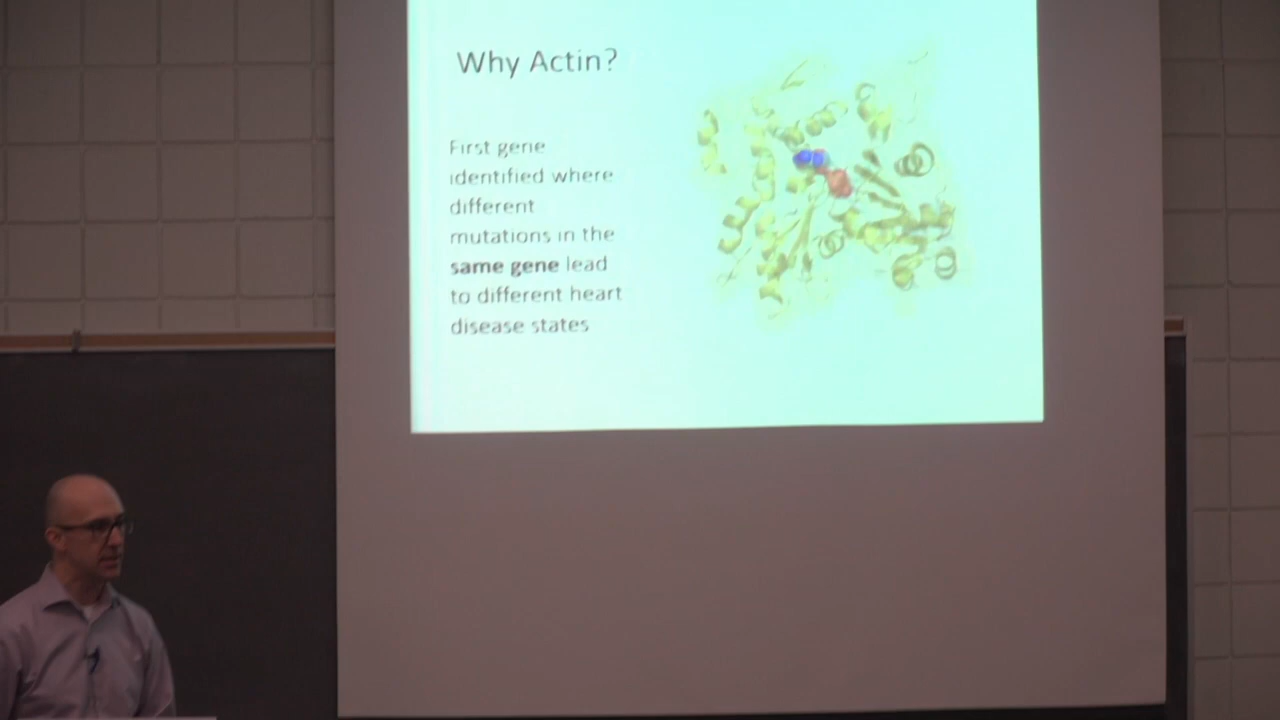 Why Actin?
First gene
identified where
different
mutations in the
same gene lead
to different heart
disease states